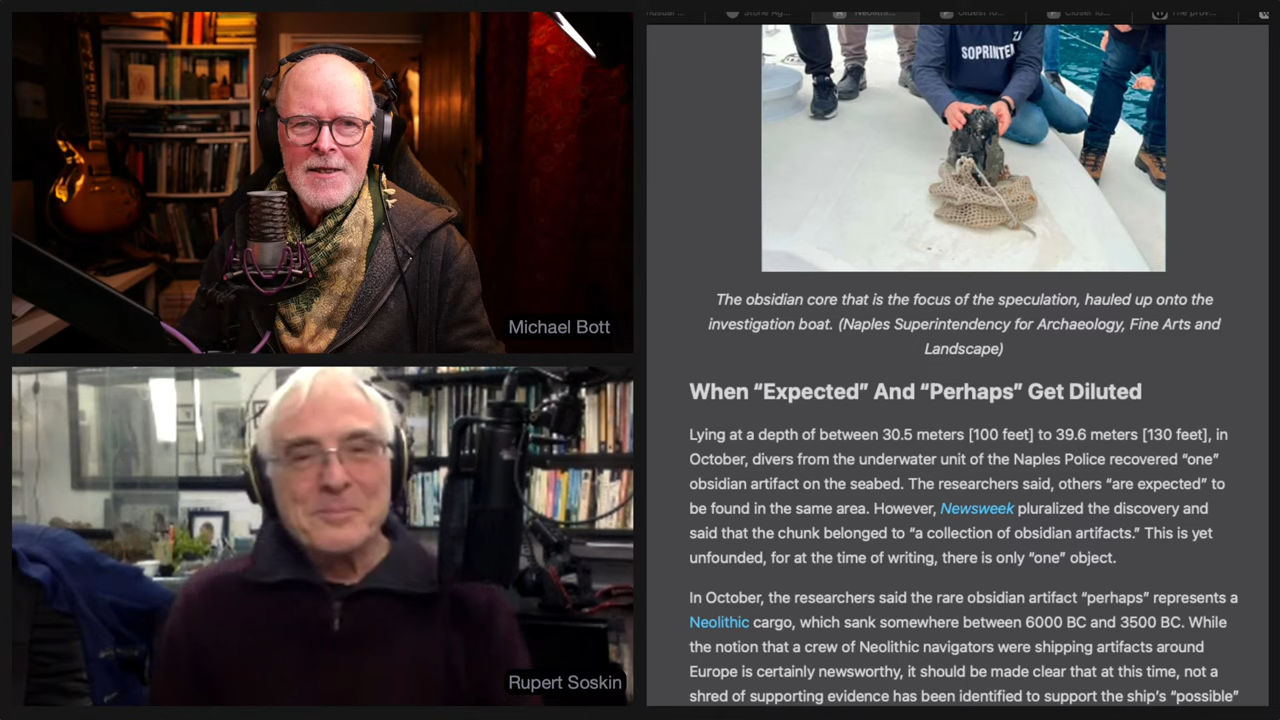 Stone Ag...
Neolithi...
Oldest fo...
Closer lo...
The prov...
SOPRINTEN
Michael Bott
Rupert Soskin
The obsidian core that is the focus of the speculation, hauled up onto the
investigation boat. (Naples Superintendency for Archaeology, Fine Arts and
Landscape)
When “Expected” And “Perhaps” Get Diluted
Lying at a depth of between 30.5 meters [100 feet] to 39.6 meters [130 feet], in
October, divers from the underwater unit of the Naples Police recovered “one”
obsidian artifact on the seabed. The researchers said, others “are expected” to
be found in the same area. However, Newsweek pluralized the discovery and
said that the chunk belonged to “a collection of obsidian artifacts.” This is yet
unfounded, for at the time of writing, there is only “one” object.
In October, the researchers said the rare obsidian artifact “perhaps” represents a
Neolithic cargo, which sank somewhere between 6000 BC and 3500 BC. While
the notion that a crew of Neolithic navigators were shipping artifacts around
Europe is certainly newsworthy, it should be made clear that at this time, not a
shred of supporting evidence has been identified to support the ship’s “possible”